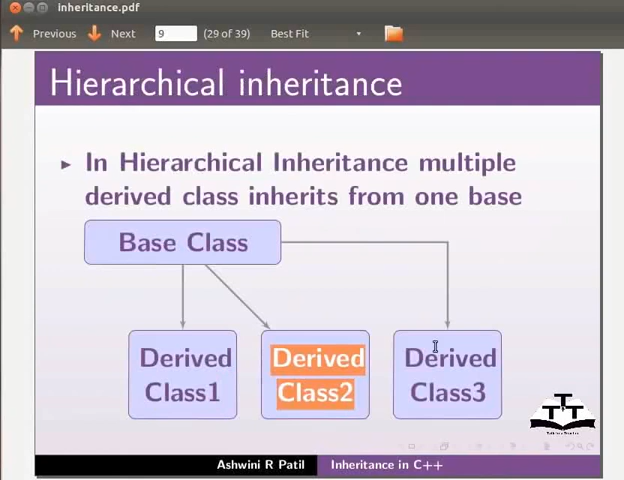 inheritance.pdf
Previous Next 9 (29 of 39) Best Fit
Hierarchical inheritance
In Hierarchical Inheritance multiple
derived class inherits from one base
Base Class
Derived Class1
Derived Class2
Derived Class3
TTT
Ashwini R Patil Inheritance in C++